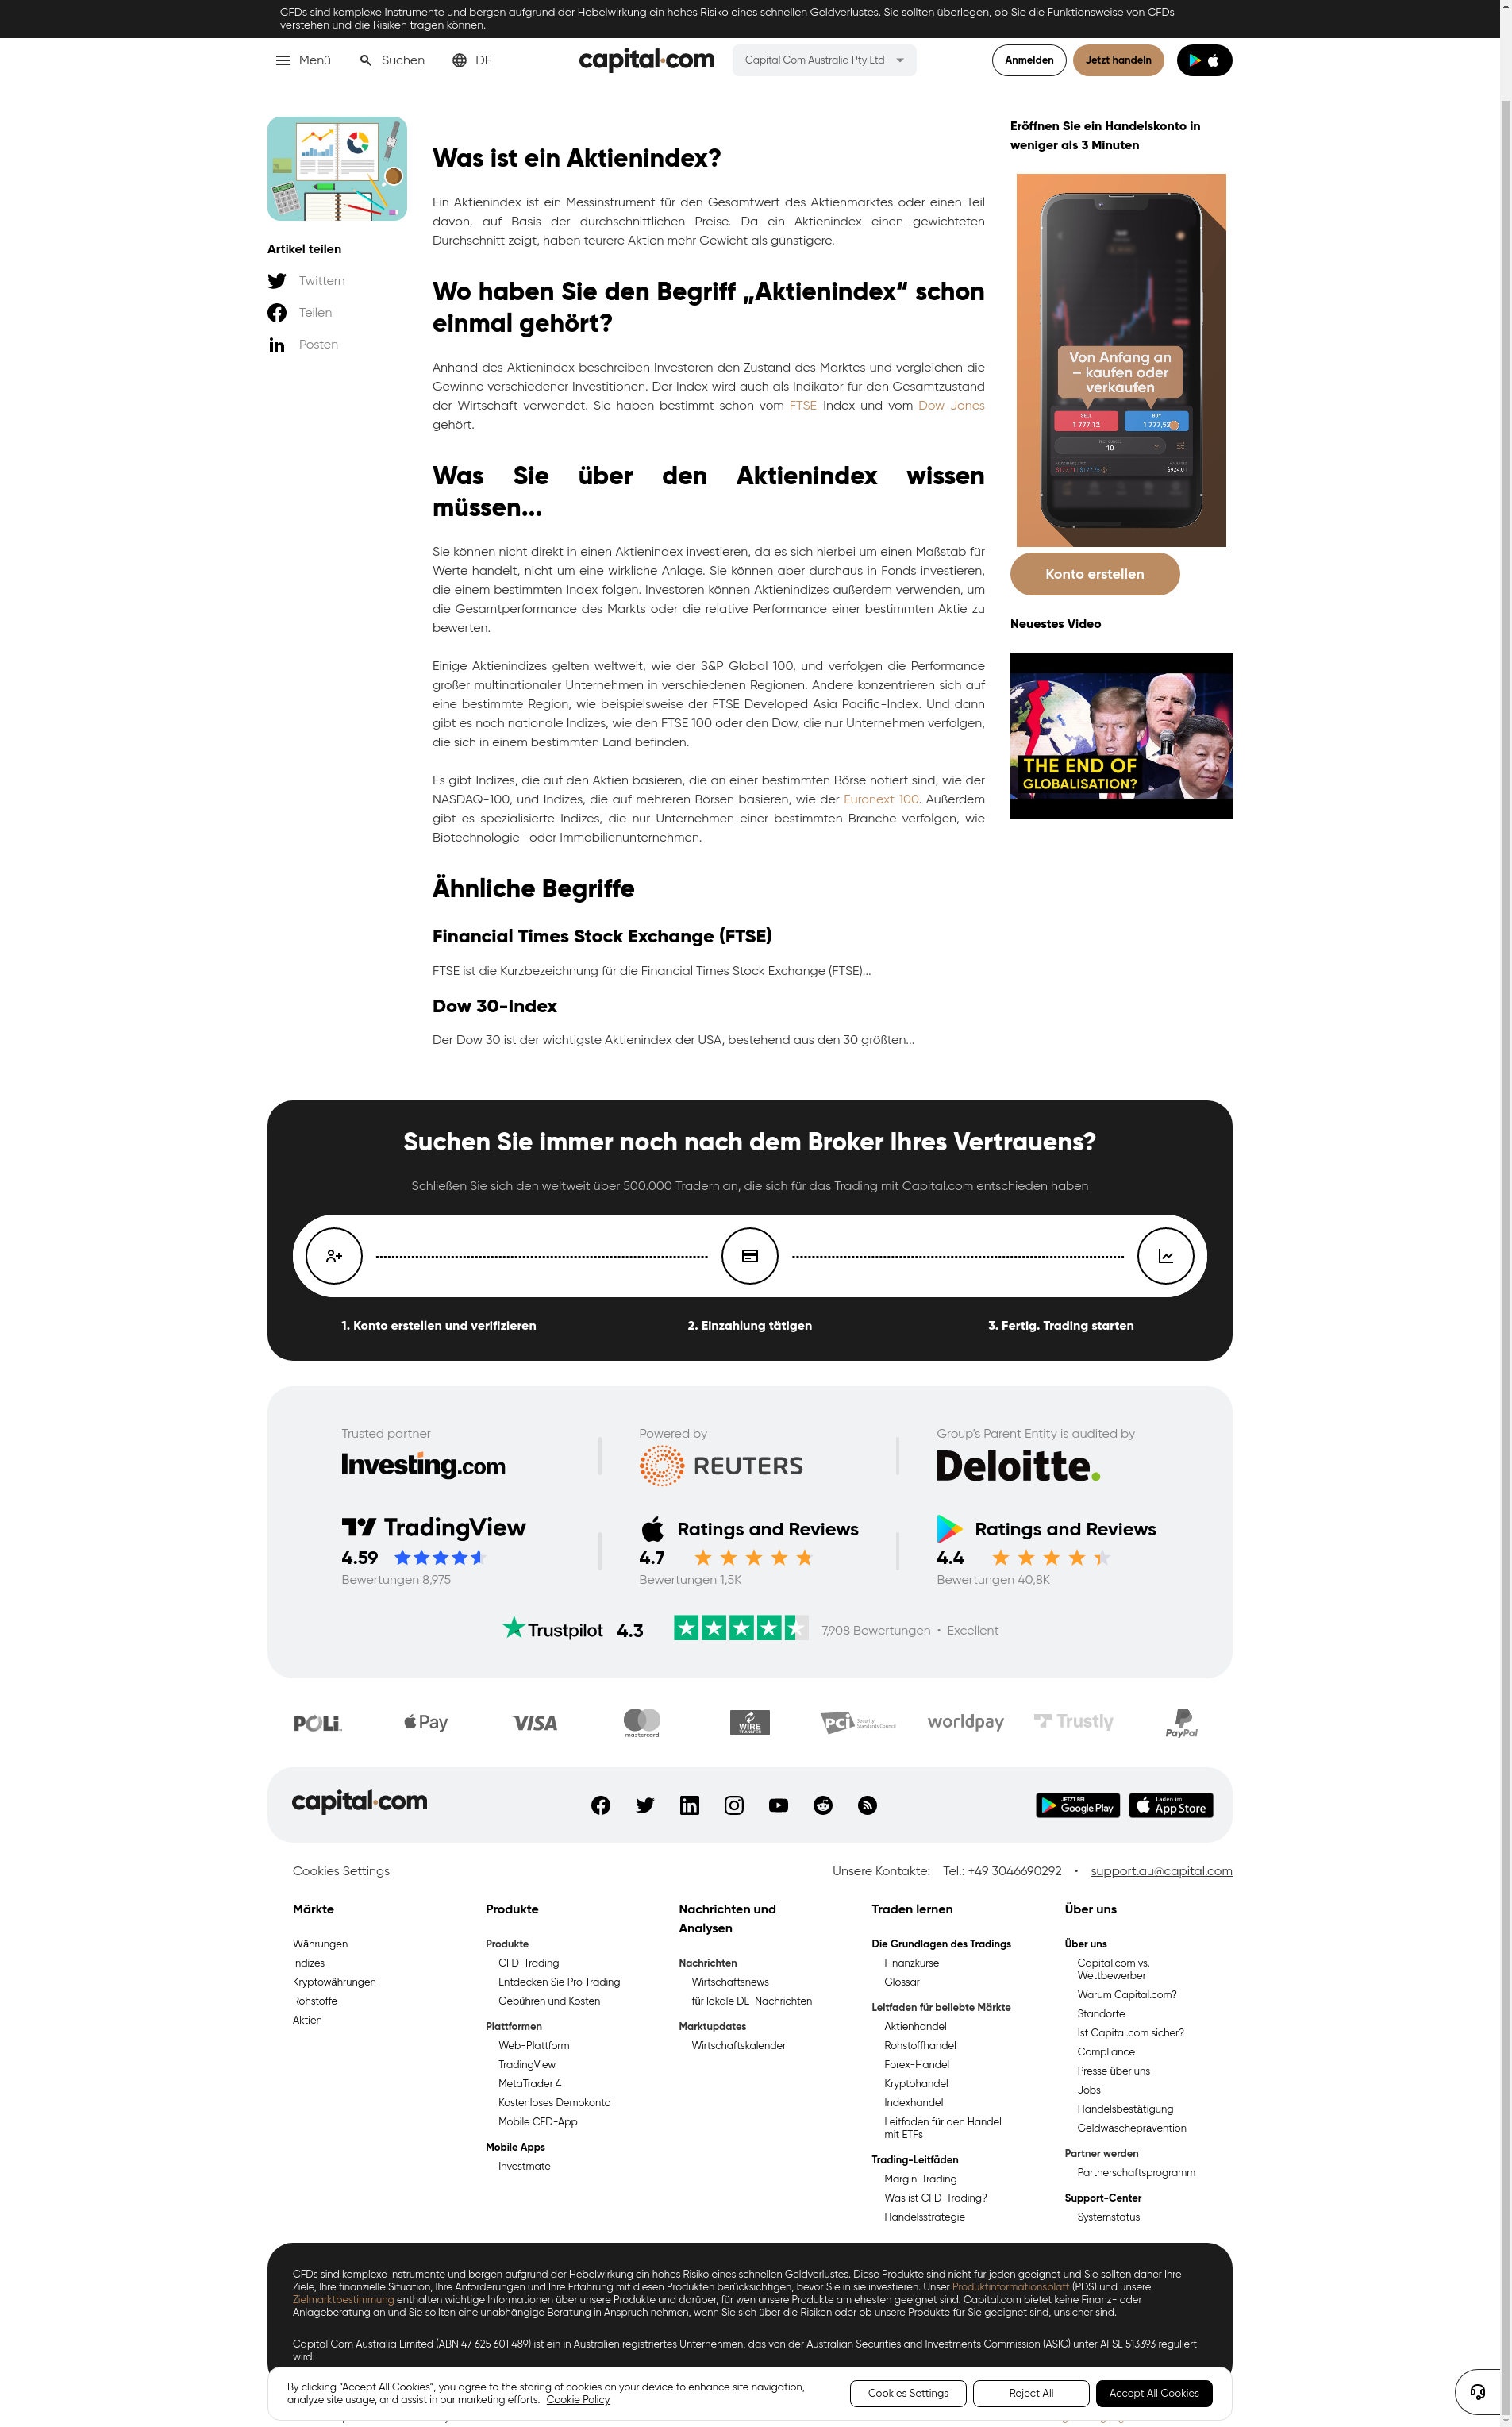 CFDs sind komplexe Instrumente und bergen aufgrund der Hebelwirkung ein hohes Risiko eines schnellen Geldverlustes. Sie sollten überlegen, ob Sie die Funktionsweise von CFDs
verstehen und die Risiken tragen können.
Menü
Suchen
DE
capital.com
Capital Com Australia Pty Ltd
Anmelden
Jetzt handeln
Artikel teilen
Twittern
Teilen
Posten
Was ist ein Aktienindex?
Ein Aktienindex ist ein Messinstrument für den Gesamtwert des Aktienmarktes oder einen Teil
davon, auf Basis der durchschnittlichen Preise. Da ein Aktienindex einen gewichteten
Durchschnitt zeigt, haben teurere Aktien mehr Gewicht als günstigere.
Wo haben Sie den Begriff „Aktienindex“ schon
einmal gehört?
Anhand des Aktienindex beschreiben Investoren den Zustand des Marktes und vergleichen die
Gewinne verschiedener Investitionen. Der Index wird auch als Indikator für den Gesamtzustand
der Wirtschaft verwendet. Sie haben bestimmt schon vom FTSE-Index und vom Dow Jones
gehört.
Was Sie über den Aktienindex wissen
müssen...
Sie können nicht direkt in einen Aktienindex investieren, da es sich hierbei um einen Maßstab für
Werte handelt, nicht um eine wirkliche Anlage. Sie können aber durchaus in Fonds investieren,
die einem bestimmten Index folgen. Investoren können Aktienindizes außerdem verwenden, um
die Gesamtperformance des Markts oder die relative Performance einer bestimmten Aktie zu
bewerten.
Einige Aktienindizes gelten weltweit, wie der S&P Global 100, und verfolgen die Performance
großer multinationaler Unternehmen in verschiedenen Regionen. Andere konzentrieren sich auf
eine bestimmte Region, wie beispielsweise der FTSE Developed Asia Pacific-Index. Und dann
gibt es noch nationale Indizes, wie den FTSE 100 oder den Dow, die nur Unternehmen verfolgen,
die sich in einem bestimmten Land befinden.
Es gibt Indizes, die auf den Aktien basieren, die an einer bestimmten Börse notiert sind, wie der
NASDAQ-100, und Indizes, die auf mehreren Börsen basieren, wie der Euronext 100. Außerdem
gibt es spezialisierte Indizes, die nur Unternehmen einer bestimmten Branche verfolgen, wie
Biotechnologie- oder Immobilienunternehmen.
Ähnliche Begriffe
Financial Times Stock Exchange (FTSE)
FTSE ist die Kurzbezeichnung für die Financial Times Stock Exchange (FTSE)...
Dow 30-Index
Der Dow 30 ist der wichtigste Aktienindex der USA, bestehend aus den 30 größten...
Eröffnen Sie ein Handelskonto in
weniger als 3 Minuten
Von Anfang an
– kaufen oder
verkaufen
SELL
1 777,12
BUY
1 777,52
10
Konto erstellen
Neuestes Video
THE END OF
GLOBALISATION?
Suchen Sie immer noch nach dem Broker Ihres Vertrauens?
Schließen Sie sich den weltweit über 500.000 Tradern an, die sich für das Trading mit Capital.com entschieden haben
1. Konto erstellen und verifizieren
2. Einzahlung tätigen
3. Fertig. Trading starten
Trusted partner
Investing.com
Powered by
REUTERS
Group's Parent Entity is audited by
Deloitte.
TradingView
4.59
Bewertungen 8,975
Ratings and Reviews
4.7
Bewertungen 1,5K
Ratings and Reviews
4.4
Bewertungen 40,8K
Trustpilot 4.3
7,908 Bewertungen • Excellent
POLi
Pay
VISA
mastercard
WIRE
TRANSFER
PCi Security
Standards Council
worldpay
Trustly
PayPal
capital.com
JETZT BEI
Google Play
Laden im
App Store
Cookies Settings
Unsere Kontakte: Tel.: +49 3046690292 • support.au@capital.com
Märkte
Währungen
Indizes
Kryptowährungen
Rohstoffe
Aktien
Produkte
Produkte
CFD-Trading
Entdecken Sie Pro Trading
Gebühren und Kosten
Plattformen
Web-Plattform
TradingView
MetaTrader 4
Kostenloses Demokonto
Mobile CFD-App
Mobile Apps
Investmate
Nachrichten und
Analysen
Nachrichten
Wirtschaftsnews
für lokale DE-Nachrichten
Marktupdates
Wirtschaftskalender
Traden lernen
Die Grundlagen des Tradings
Finanzkurse
Glossar
Leitfaden für beliebte Märkte
Aktienhandel
Rohstoffhandel
Forex-Handel
Kryptohandel
Indexhandel
Leitfaden für den Handel
mit ETFs
Trading-Leitfäden
Margin-Trading
Was ist CFD-Trading?
Handelsstrategie
Über uns
Über uns
Capital.com vs.
Wettbewerber
Warum Capital.com?
Standorte
Ist Capital.com sicher?
Compliance
Presse über uns
Jobs
Handelsbestätigung
Geldwäscheprävention
Partner werden
Partnerschaftsprogramm
Support-Center
Systemstatus
CFDs sind komplexe Instrumente und bergen aufgrund der Hebelwirkung ein hohes Risiko eines schnellen Geldverlustes. Diese Produkte sind nicht für jeden geeignet und Sie sollten daher Ihre
Ziele, Ihre finanzielle Situation, Ihre Anforderungen und Ihre Erfahrung mit diesen Produkten berücksichtigen, bevor Sie in sie investieren. Unser Produktinformationsblatt (PDS) und unsere
Zielmarktbestimmung enthalten wichtige Informationen über unsere Produkte und darüber, für wen unsere Produkte am ehesten geeignet sind. Capital.com bietet keine Finanz- oder
Anlageberatung an und Sie sollten eine unabhängige Beratung in Anspruch nehmen, wenn Sie sich über die Risiken oder ob unsere Produkte für Sie geeignet sind, unsicher sind.
Capital Com Australia Limited (ABN 47 625 601 489) ist ein in Australien registriertes Unternehmen, das von der Australian Securities and Investments Commission (ASIC) unter AFSL 513393 reguliert
wird.
By clicking “Accept All Cookies”, you agree to the storing of cookies on your device to enhance site navigation,
analyze site usage, and assist in our marketing efforts. Cookie Policy
Cookies Settings
Reject All
Accept All Cookies